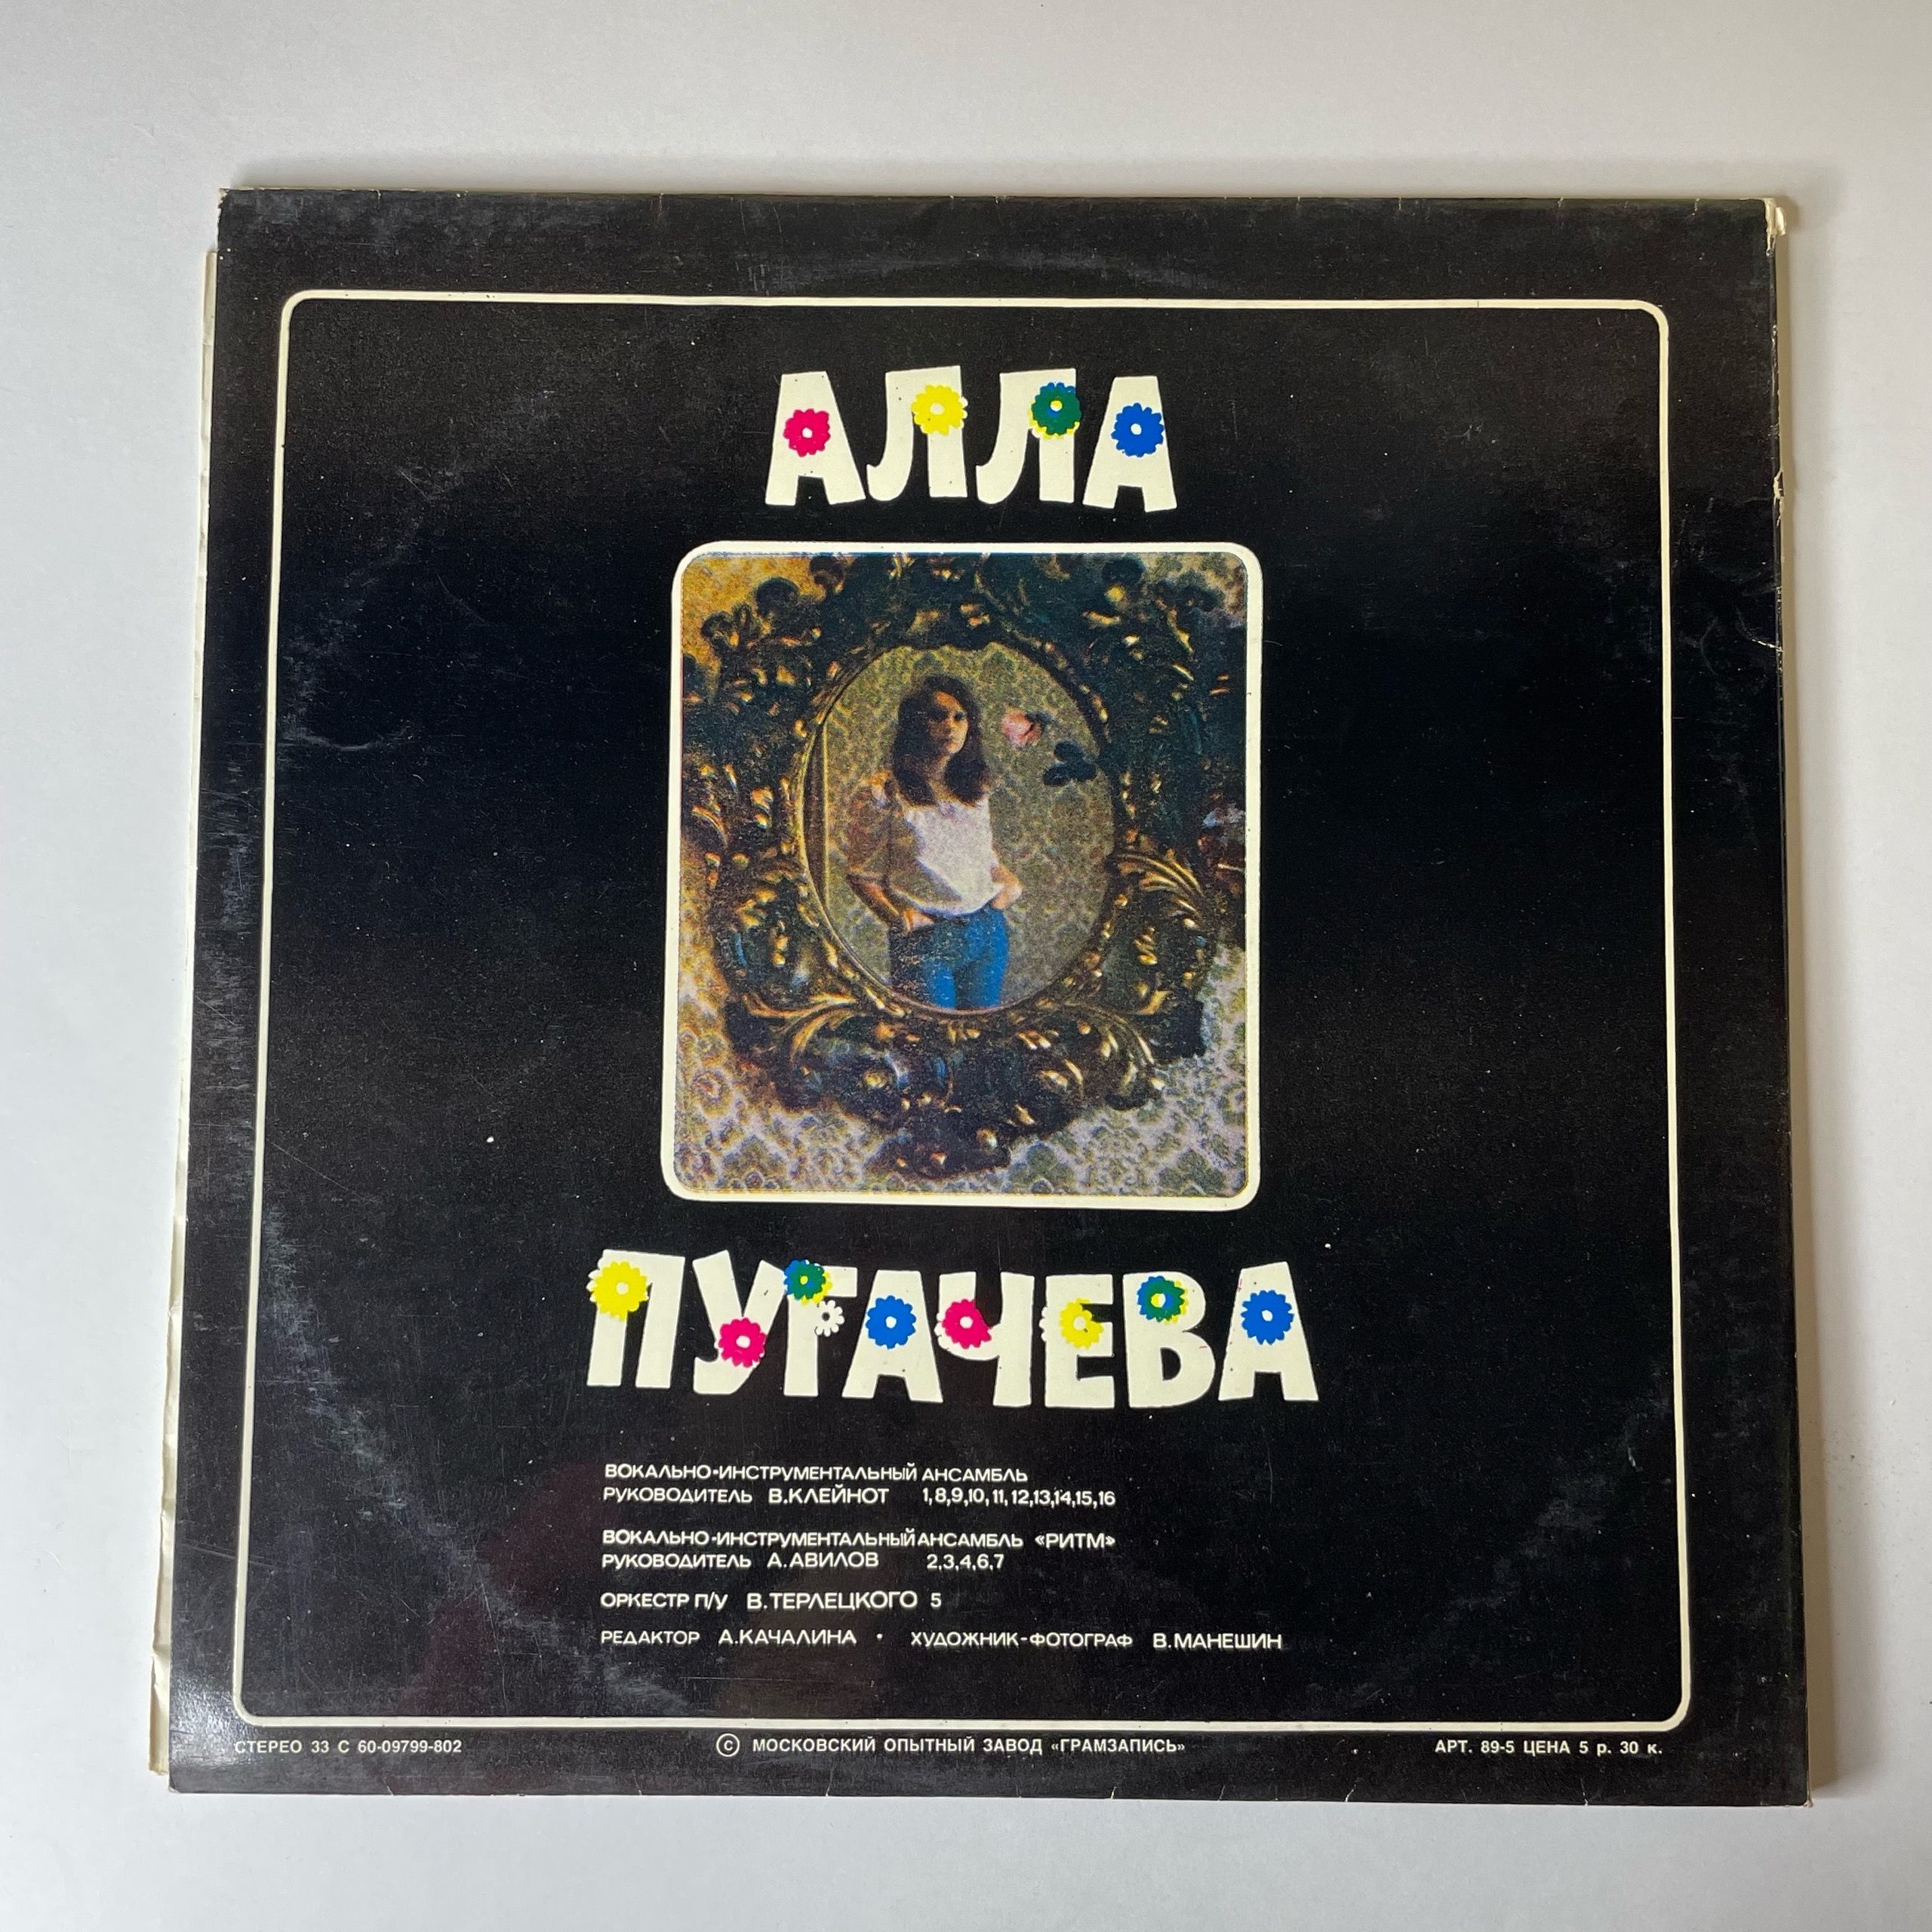 АЛЛА
ПУГАЧЕВА
ВОКАЛЬНО-ИНСТРУМЕНТАЛЬНЫЙ АНСАМБЛЬ
РУКОВОДИТЕЛЬ В.КЛЕЙНОТ 1,8,9,10,11,12,13,14,15,16
ВОКАЛЬНО-ИНСТРУМЕНТАЛЬНЫЙ АНСАМБЛЬ «РИТМ»
РУКОВОДИТЕЛЬ А.АВИЛОВ 2,3,4,6,7
ОРКЕСТР П/У В.ТЕРЛЕЦКОГО 5
РЕДАКТОР А.КАЧАЛИНА • ХУДОЖНИК-ФОТОГРАФ В.МАНЕШИН
СТЕРЕО 33 С 60-09799-802 © МОСКОВСКИЙ ОПЫТНЫЙ ЗАВОД «ГРАМЗАПИСЬ» АРТ. 89-5 ЦЕНА 5 р. 30 к.